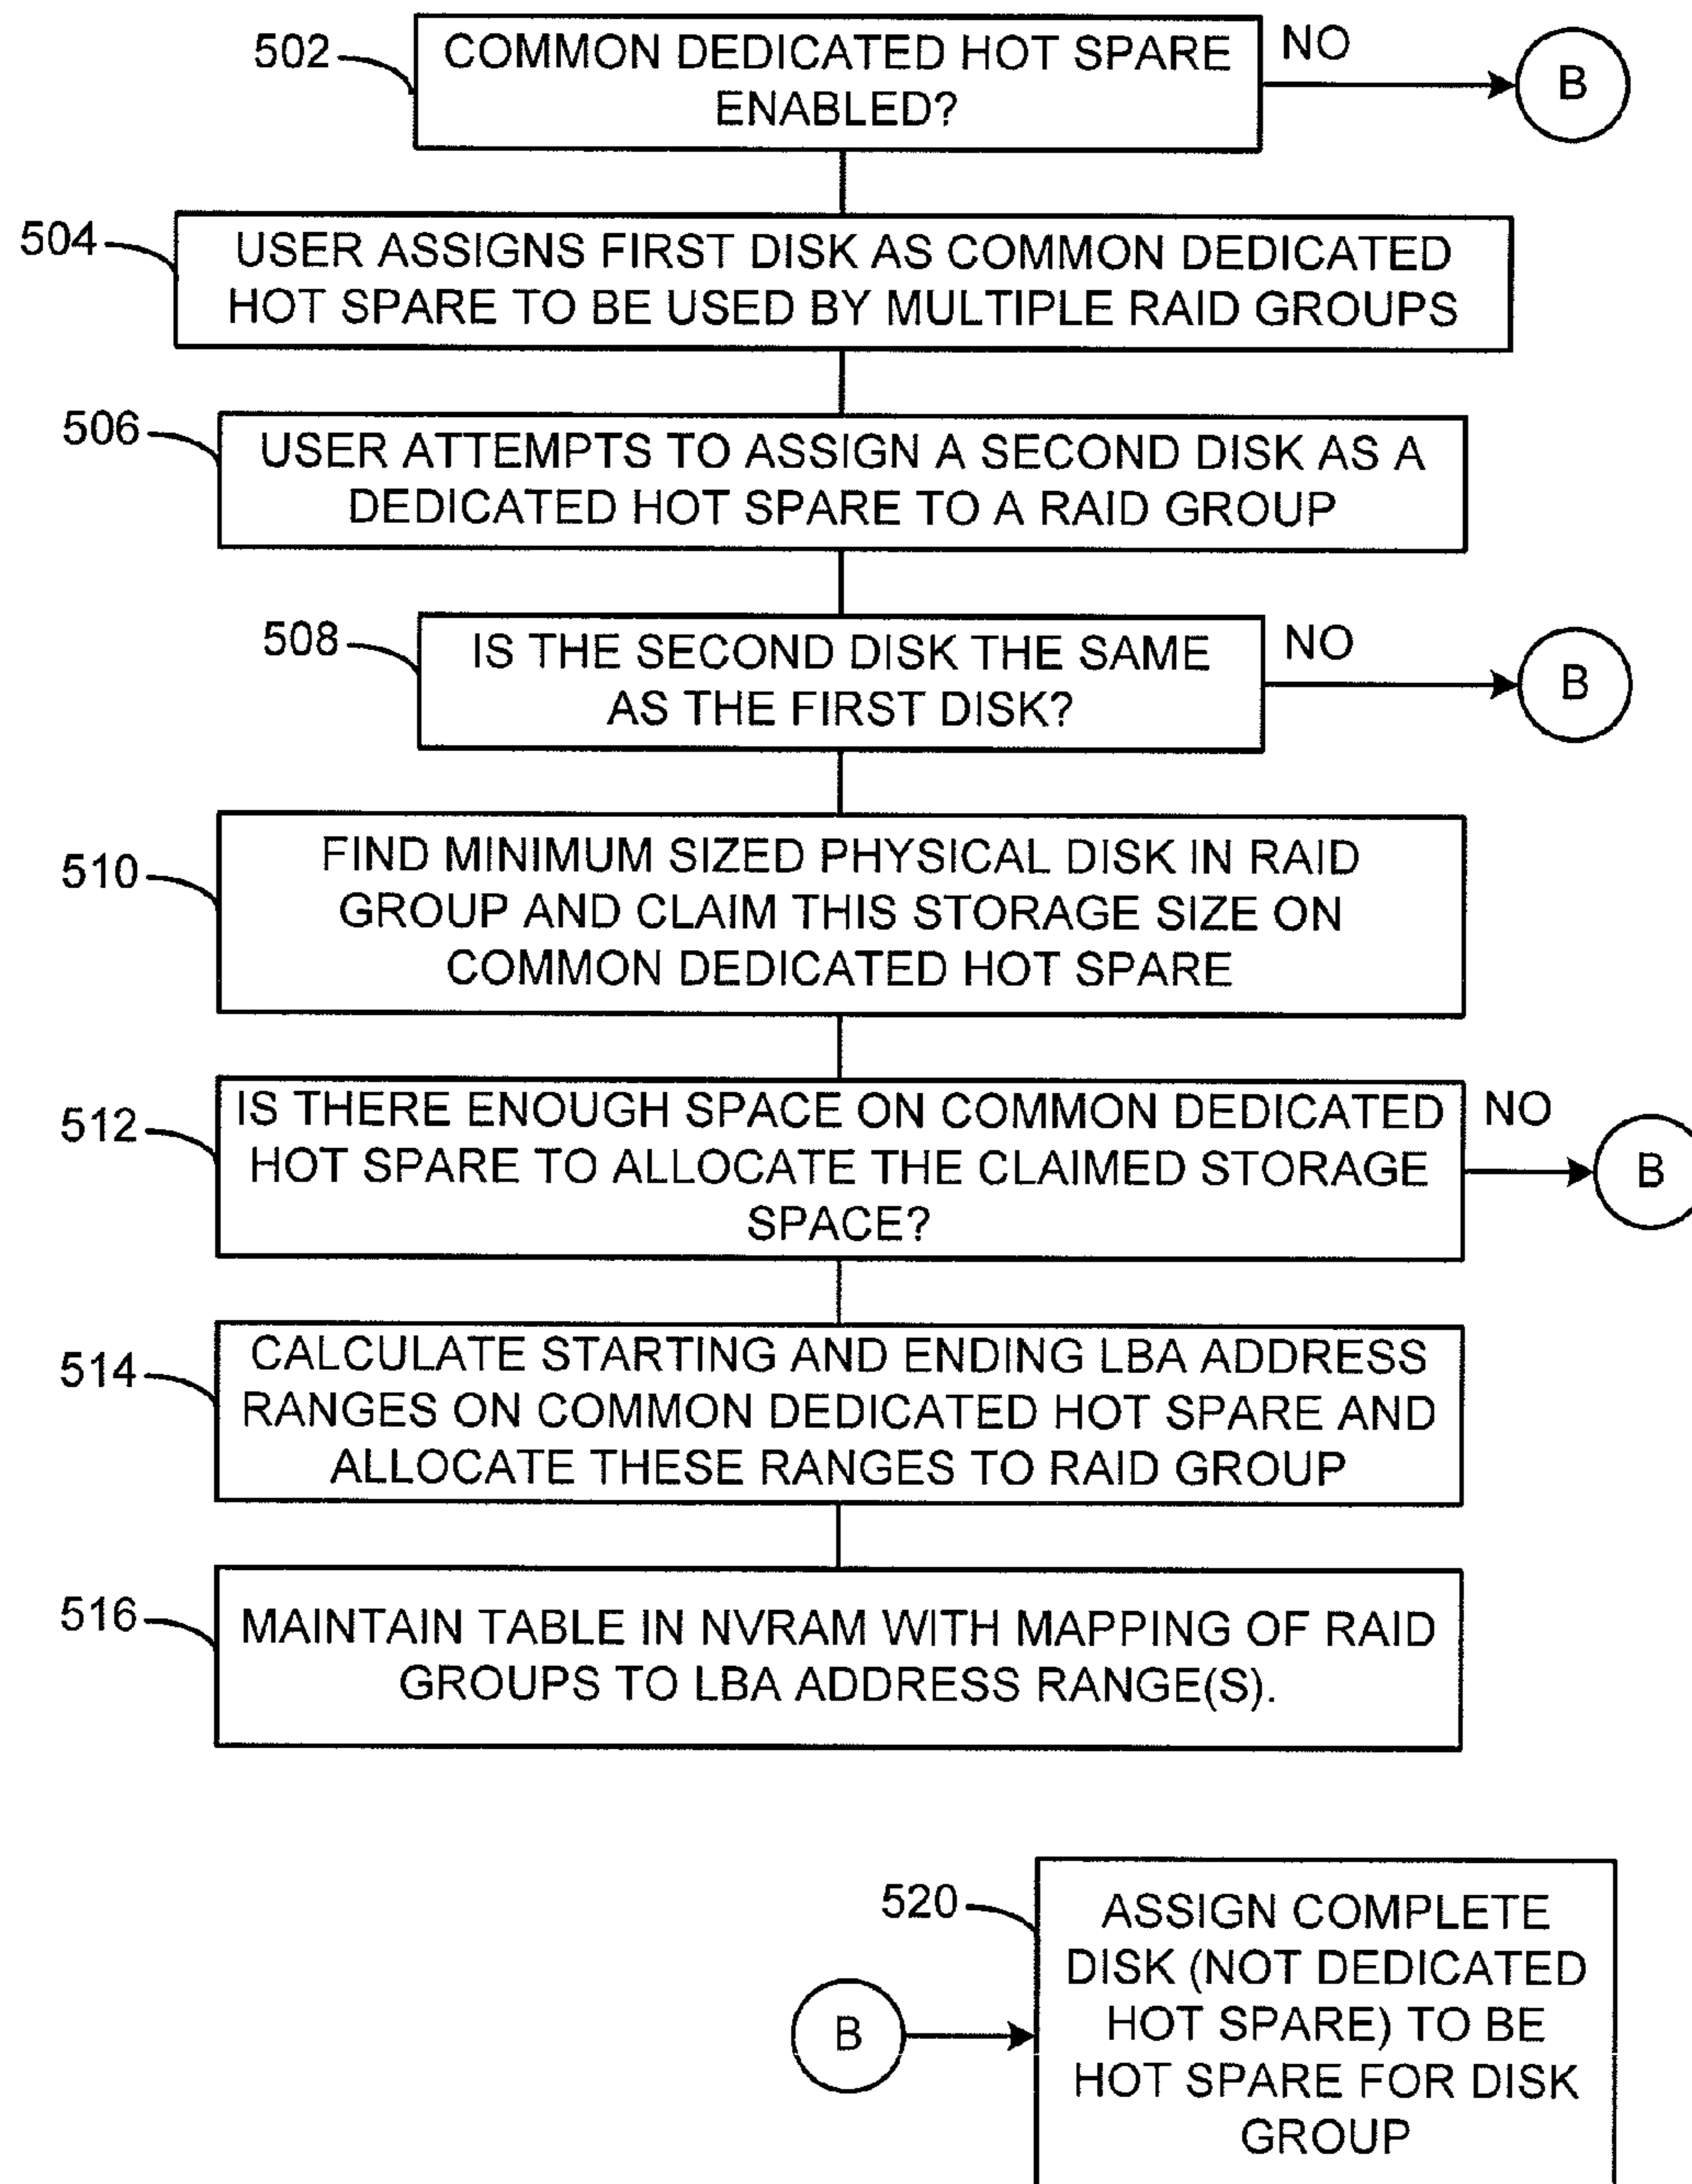 502
COMMON DEDICATED HOT SPARE
ENABLED?
NO
B
504
USER ASSIGNS FIRST DISK AS COMMON DEDICATED
HOT SPARE TO BE USED BY MULTIPLE RAID GROUPS
506
USER ATTEMPTS TO ASSIGN A SECOND DISK AS A
DEDICATED HOT SPARE TO A RAID GROUP
508
IS THE SECOND DISK THE SAME
AS THE FIRST DISK?
NO
B
510
FIND MINIMUM SIZED PHYSICAL DISK IN RAID
GROUP AND CLAIM THIS STORAGE SIZE ON
COMMON DEDICATED HOT SPARE
512
IS THERE ENOUGH SPACE ON COMMON DEDICATED
HOT SPARE TO ALLOCATE THE CLAIMED STORAGE
SPACE?
NO
B
514
CALCULATE STARTING AND ENDING LBA ADDRESS
RANGES ON COMMON DEDICATED HOT SPARE AND
ALLOCATE THESE RANGES TO RAID GROUP
516
MAINTAIN TABLE IN NVRAM WITH MAPPING OF RAID
GROUPS TO LBA ADDRESS RANGE(S).
520
B
ASSIGN COMPLETE
DISK (NOT DEDICATED
HOT SPARE) TO BE
HOT SPARE FOR DISK
GROUP